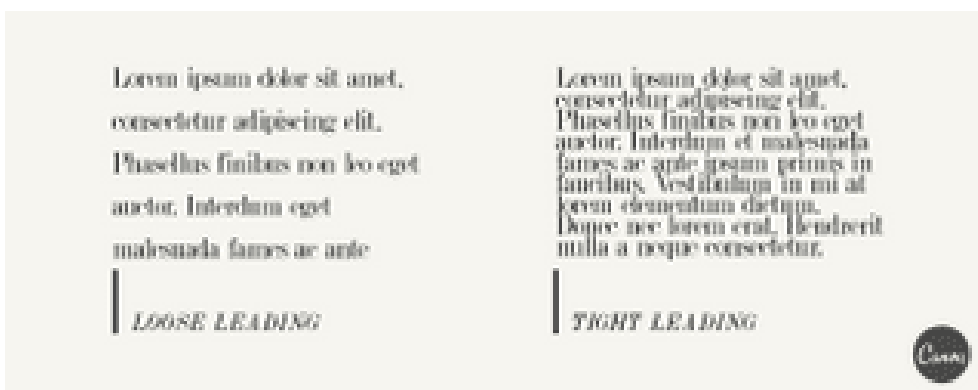 Lorem ipsum dolor sit amet,
consectetur adipiscing elit.
Phasellus finibus non leo eget
auctor. Interdum eget
malesuada fames ac ante
LOOSE LEADING
Lorem ipsum dolor sit amet,
consectetur adipiscing elit.
Phasellus finibus non leo eget
auctor. Interdum et malesuada
fames ac ante ipsum primis in
faucibus. Vestibulum in mi at
lorem elementum dictum.
Donec nec lorem erat. Hendrerit
nulla a neque consectetur.
TIGHT LEADING
Canva